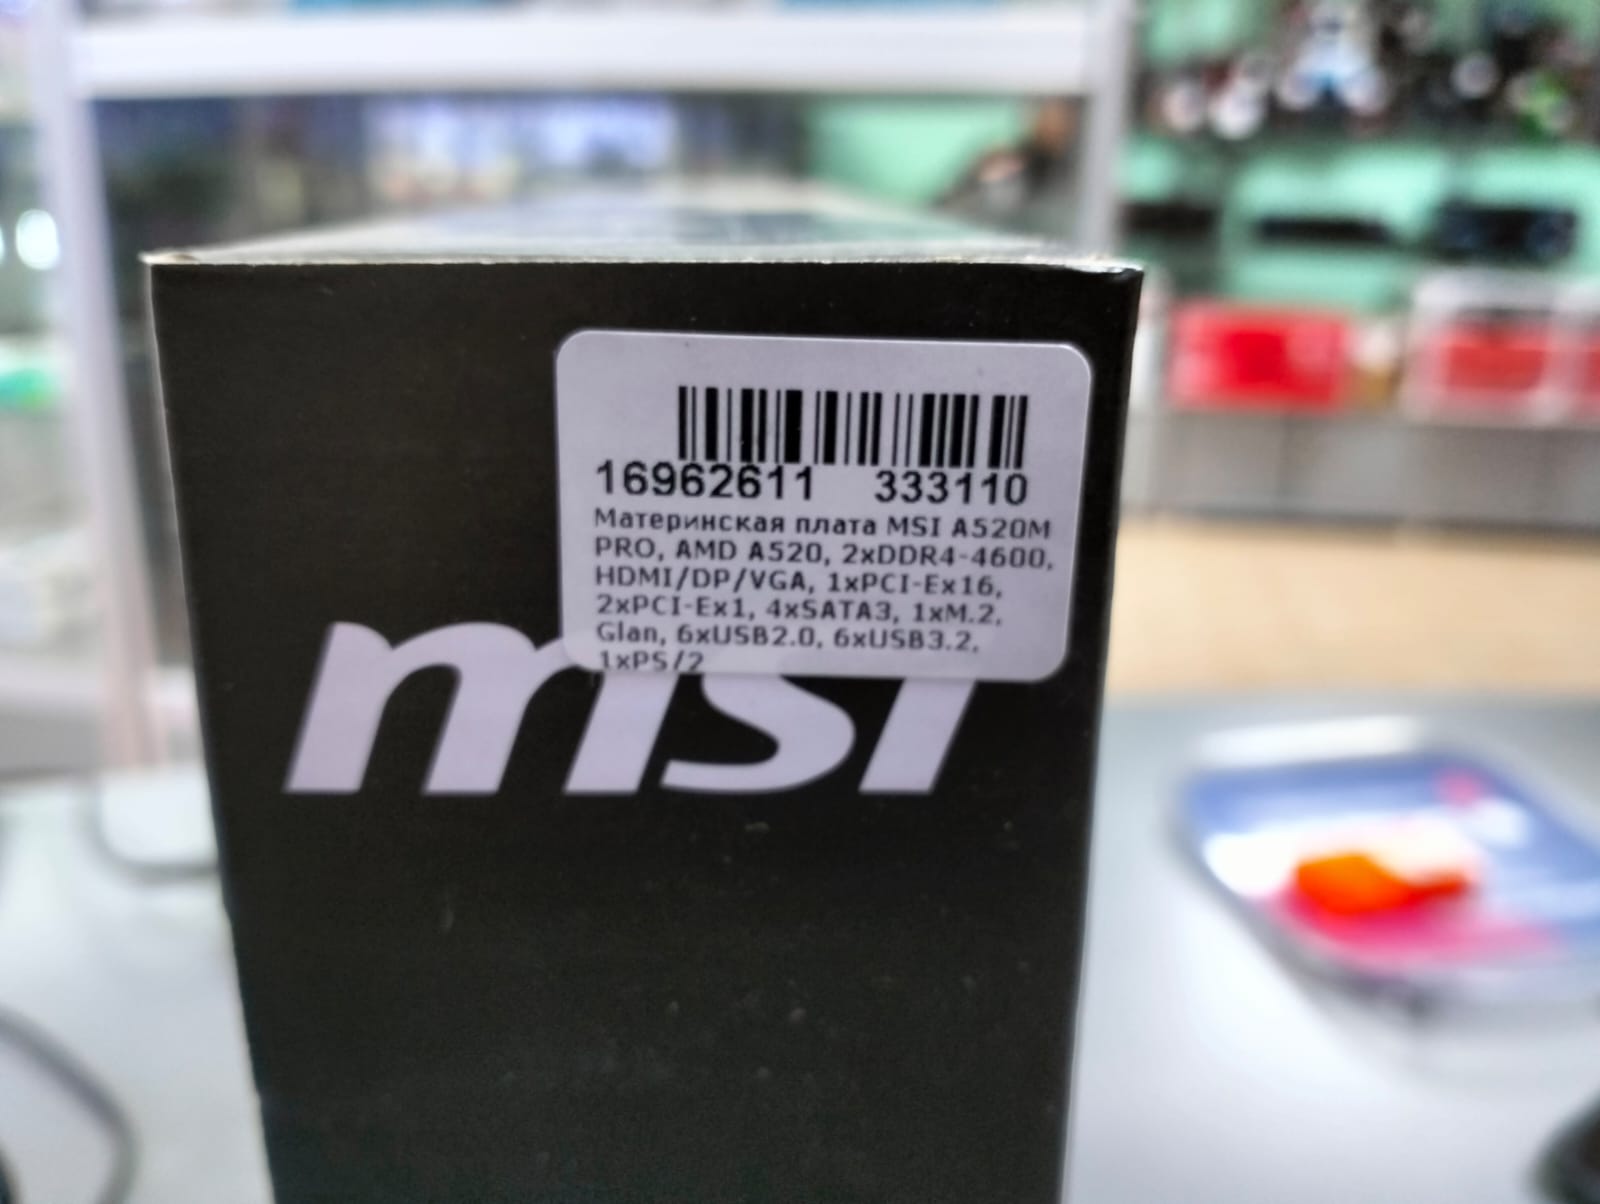 16962611 333110
Материнская плата MSI A520M
PRO, AMD A520, 2xDDR4-4600,
HDMI/DP/VGA, 1xPCI-Ex16,
2xPCI-Ex1, 4xSATA3, 1xM.2,
Glan, 6xUSB2.0, 6xUSB3.2,
1xPS/2
msi